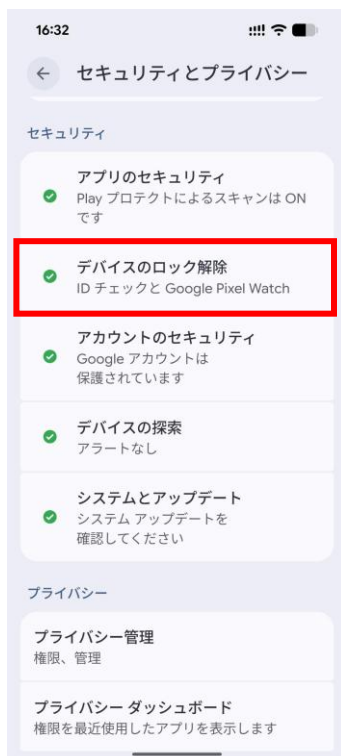 16:32
セキュリティとプライバシー
セキュリティ
アプリのセキュリティ
Play プロテクトによるスキャンは ON
です
デバイスのロック解除
ID チェックと Google Pixel Watch
アカウントのセキュリティ
Google アカウントは
保護されています
デバイスの探索
アラートなし
システムとアップデート
システム アップデートを
確認してください
プライバシー
プライバシー管理
権限、管理
プライバシー ダッシュボード
権限を最近使用したアプリを表示します